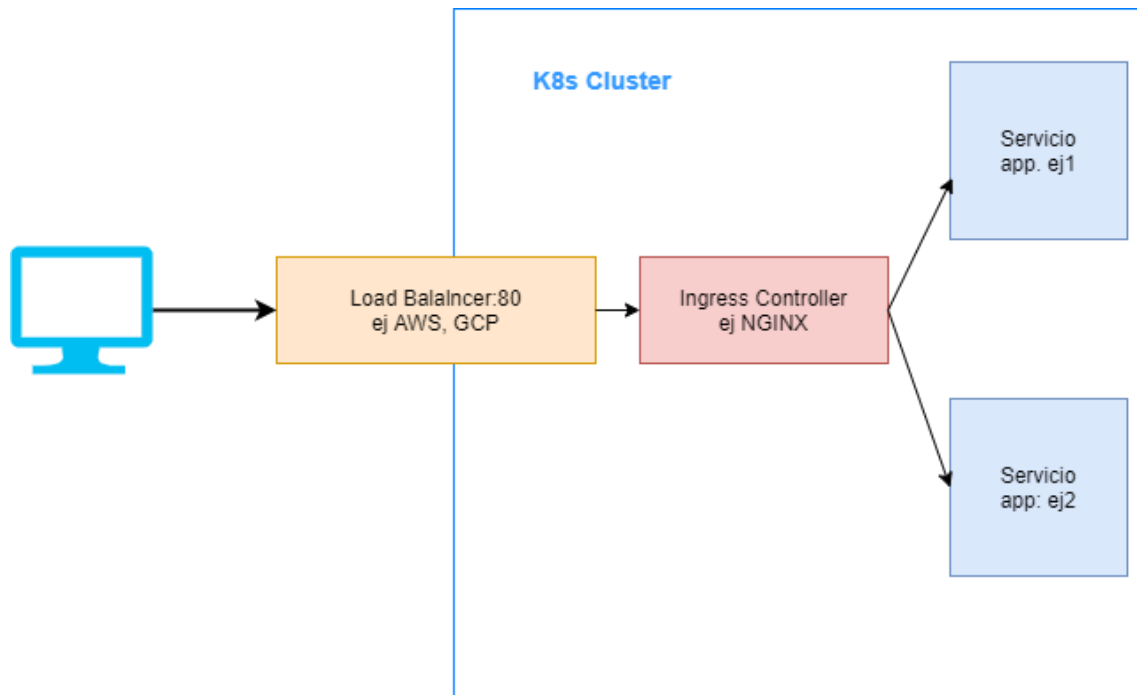 K8s Cluster
Servicio
app. ej1
Load Balalncer:80
ej AWS, GCP
Ingress Controller
ej NGINX
Servicio
app: ej2